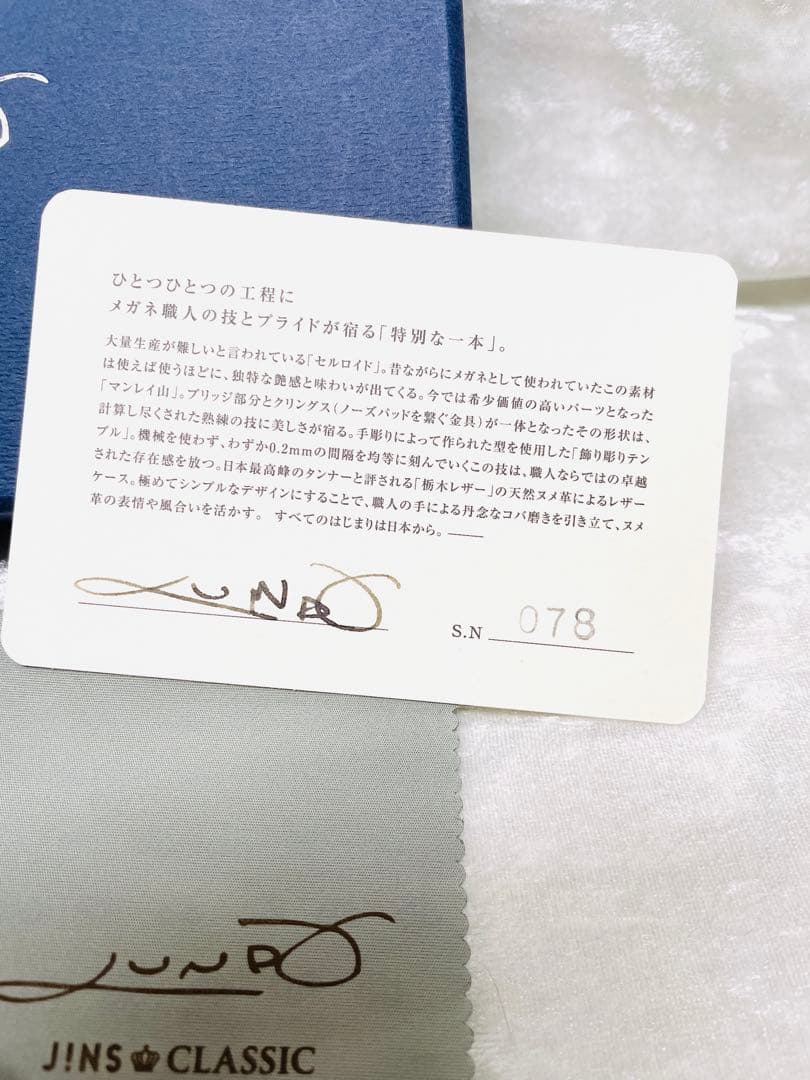 ひとつひとつの工程に
メガネ職人の技とプライドが宿る「特別な一本」。
大量生産が難しいと言われている「セルロイド」。昔ながらにメガネとして使われていたこの素材
は使えば使うほどに、独特な艶感と味わいが出てくる。今では希少価値の高いパーツとなった
「マンレイ山」。ブリッジ部分とクリングス(ノーズパッドを繋ぐ金具)が一体となったその形状は、
計算し尽くされた熟練の技に美しさが宿る。手彫りによって作られた型を使用した「飾り彫りテン
プル」。機械を使わず、わずか0.2mmの間隔を均等に刻んでいくこの技は、職人ならではの卓越
された存在感を放つ。日本最高峰のタンナーと評される「栃木レザー」の天然ヌメ革によるレザー
ケース。極めてシンプルなデザインにすることで、職人の手による丹念なコバ磨きを引き立て、ヌメ
革の表情や風合いを活かす。 すべてのはじまりは日本から。
S.N 078
J!NS CLASSIC